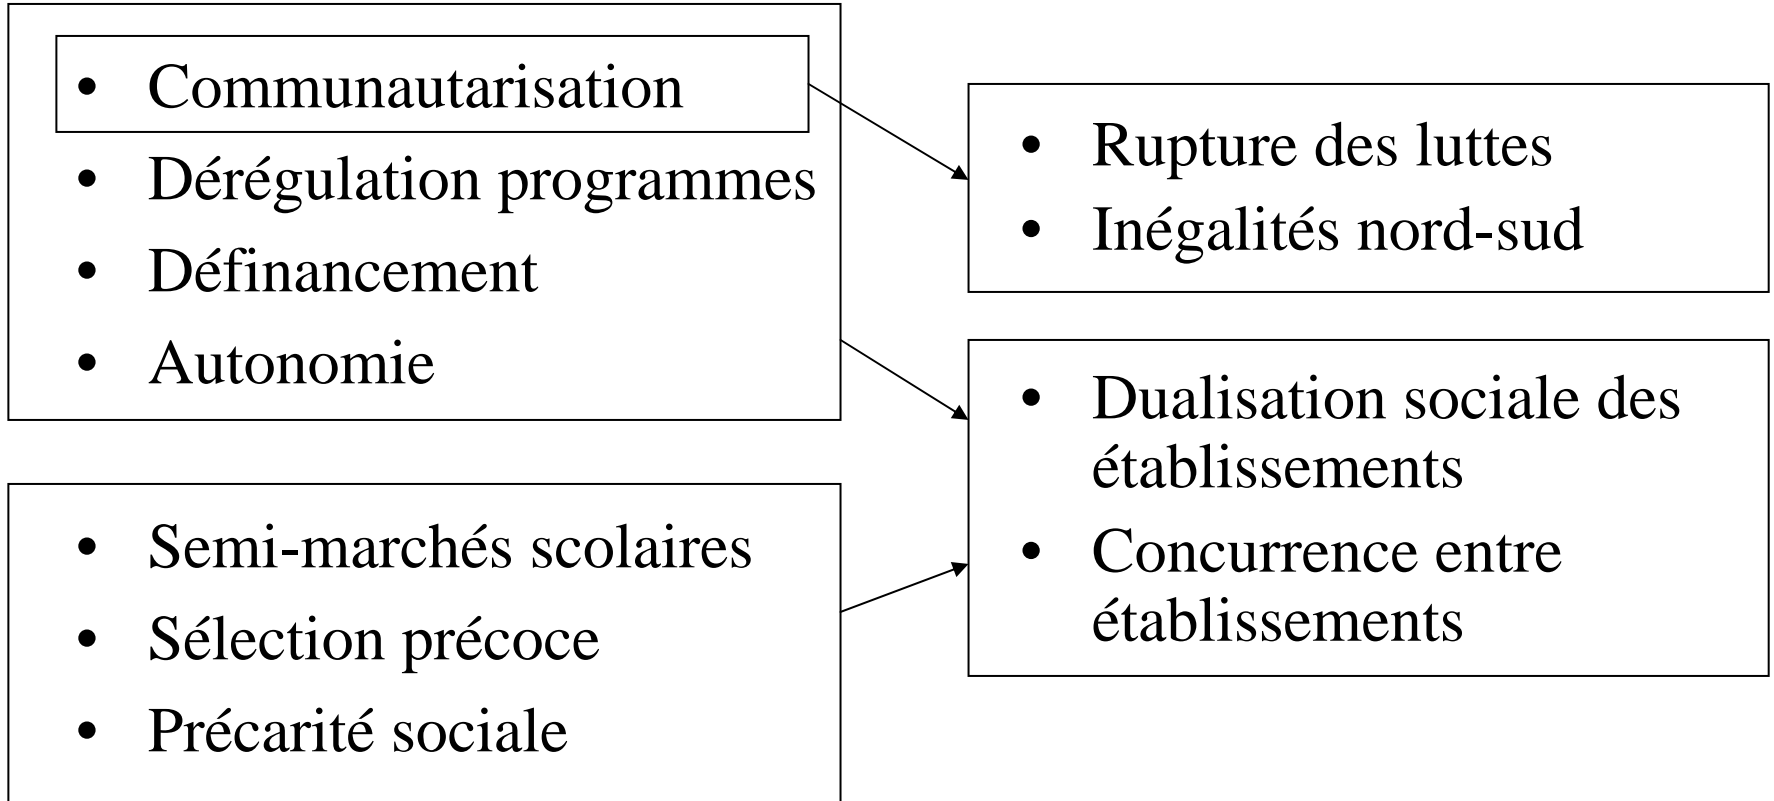 • Communautarisation
• Dérégulation programmes
• Définancement
• Autonomie
• Semi-marchés scolaires
• Sélection précoce
• Précarité sociale
• Rupture des luttes
• Inégalités nord-sud
• Dualisation sociale des
établissements
• Concurrence entre
établissements